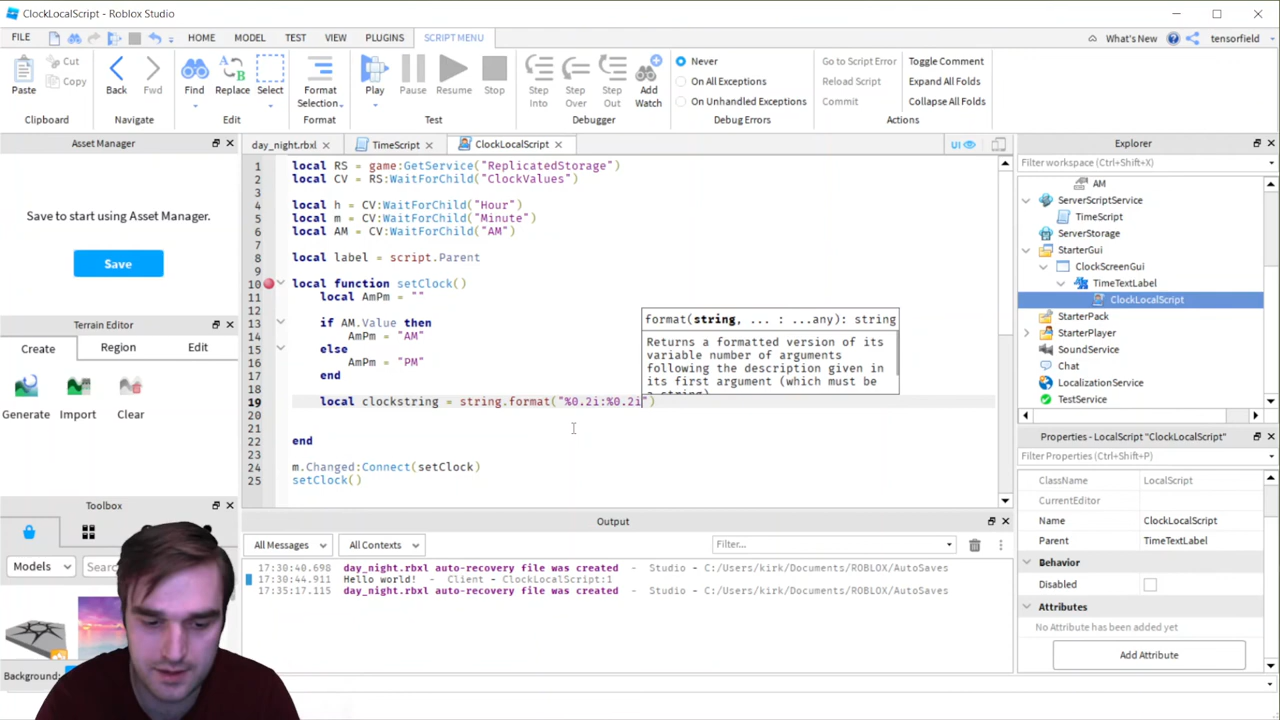 ClockLocalScript - Roblox Studio
FILE HOME MODEL TEST VIEW PLUGINS SCRIPT MENU What's New tensorfield
Paste Cut Copy Back Fwd Find Replace Select Format Selection... Play Pause Resume Stop Step Into Step Over Step Out Add Watch Never On All Exceptions On Unhandled Exceptions Go to Script Error Reload Script Commit Toggle Comment Expand All Folds Collapse All Folds
Clipboard Navigate Edit Format Test Debugger Debug Errors Actions
Asset Manager
Save to start using Asset Manager.
Save
Terrain Editor
Create Region Edit
Generate Import Clear
Toolbox
Models
Background:
day_night.rbxl TimeScript ClockLocalScript UI
1 local RS = game:GetService("ReplicatedStorage")
2 local CV = RS:WaitForChild("ClockValues")
3
4 local h = CV:WaitForChild("Hour")
5 local m = CV:WaitForChild("Minute")
6 local AM = CV:WaitForChild("AM")
7
8 local label = script.Parent
9
10 local function setClock()
11 local AmPm = ""
12
13 if AM.Value then
14 AmPm = "AM"
15 else
16 AmPm = "PM"
17 end
18
19 local clockstring = string.format("%0.2i:%0.2i")
20
21
22 end
23
24 m.Changed:Connect(setClock)
25 setClock()
format(string, ... : ...any): string
Returns a formatted version of its
variable number of arguments
following the description given in
its first argument (which must be
a string)
Output
All Messages All Contexts Filter...
17:30:40.698 day_night.rbxl auto-recovery file was created - Studio - C:/Users/kirk/Documents/ROBLOX/AutoSaves
17:30:44.911 Hello world! - Client - ClockLocalScript:1
17:35:17.115 day_night.rbxl auto-recovery file was created - Studio - C:/Users/kirk/Documents/ROBLOX/AutoSaves
Explorer
Filter workspace (Ctrl+Shift+X)
AM
ServerScriptService
TimeScript
ServerStorage
StarterGui
ClockScreenGui
TimeTextLabel
ClockLocalScript
StarterPack
StarterPlayer
SoundService
Chat
LocalizationService
TestService
Properties - LocalScript "ClockLocalScript"
Filter Properties (Ctrl+Shift+P)
ClassName LocalScript
CurrentEditor
Name ClockLocalScript
Parent TimeTextLabel
Behavior
Disabled
Attributes
No Attribute has been added yet
Add Attribute